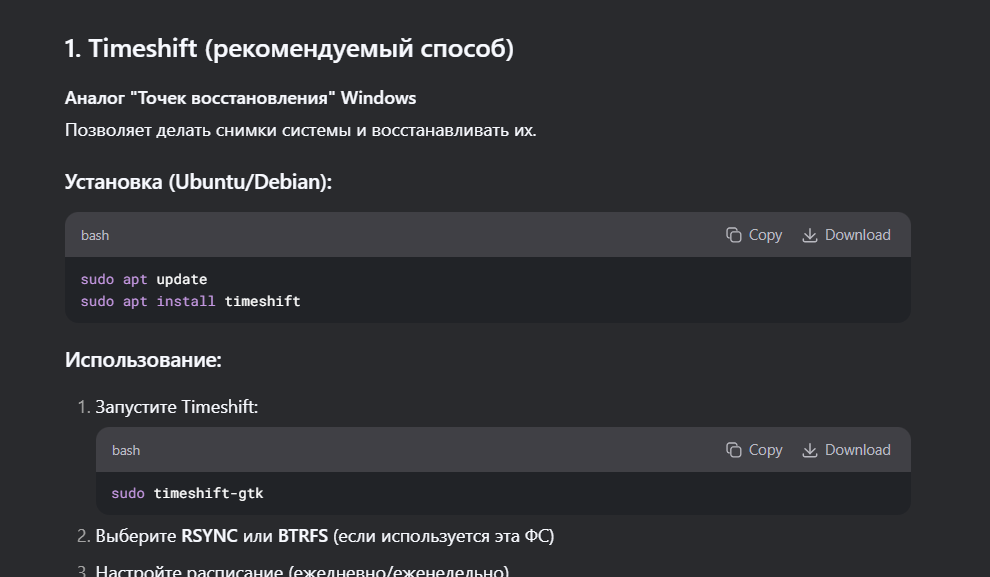 1. Timeshift (рекомендуемый способ)
Аналог "Точек восстановления" Windows
Позволяет делать снимки системы и восстанавливать их.
Установка (Ubuntu/Debian):
bash Copy Download
sudo apt update
sudo apt install timeshift
Использование:
1. Запустите Timeshift:
bash Copy Download
sudo timeshift-gtk
2. Выберите RSYNC или BTRFS (если используется эта ФС)
3. Настройте расписание (ежедневно/еженедельно)